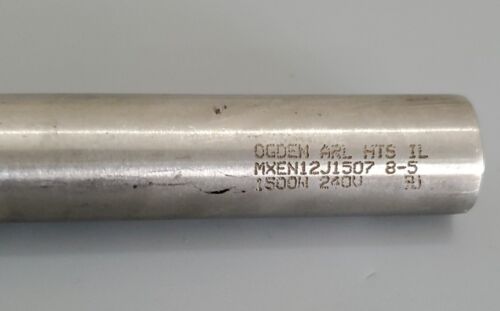 OGDEN ARL HTS IL
MXEN12J1507 8-5
1500W 240V